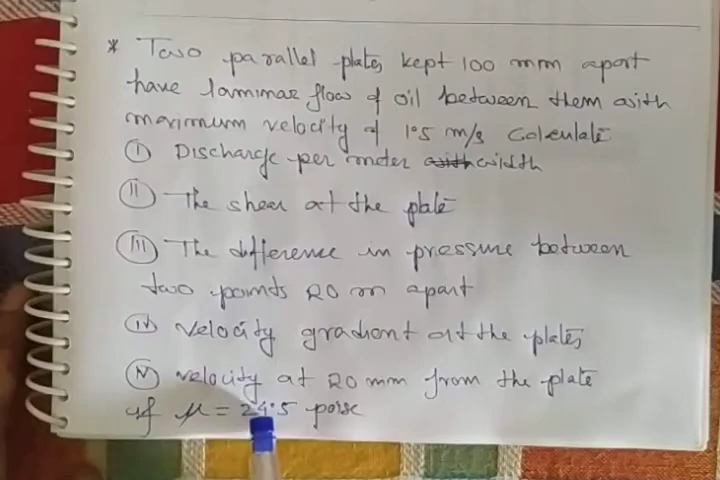 * Two parallel plates kept 100 mm apart
have laminar flow of oil between them with
maximum velocity of 1.5 m/s Calculate
(I) Discharge per meter width
(II) The shear at the plate
(III) The difference in pressure between
two points 20 m apart
(IV) velocity gradient at the plates
(V) velocity at 20 mm from the plate
if μ = 24.5 poise